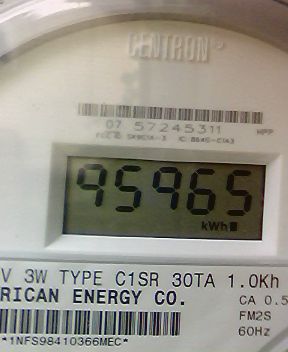 CENTRON
07 57245311 HPP
95965
kWh
V 3W TYPE C1SR 30TA 1.0Kh
RICAN ENERGY CO.
CA 0.5
FM2S
60Hz
*1NFS98410366MEC*